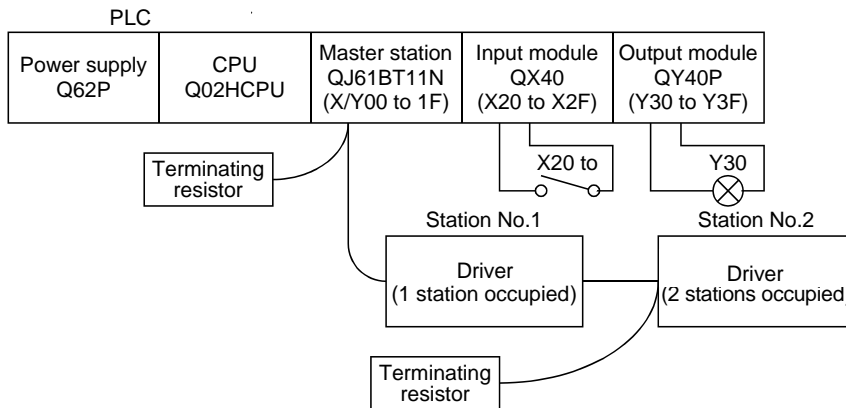 PLC
Power supply
Q62P
CPU
Q02HCPU
Master station
QJ61BT11N
(X/Y00 to 1F)
Input module
QX40
(X20 to X2F)
Output module
QY40P
(Y30 to Y3F)
Terminating
resistor
X20 to
Y30
Station No.1
Station No.2
Driver
(1 station occupied)
Driver
(2 stations occupied)
Terminating
resistor